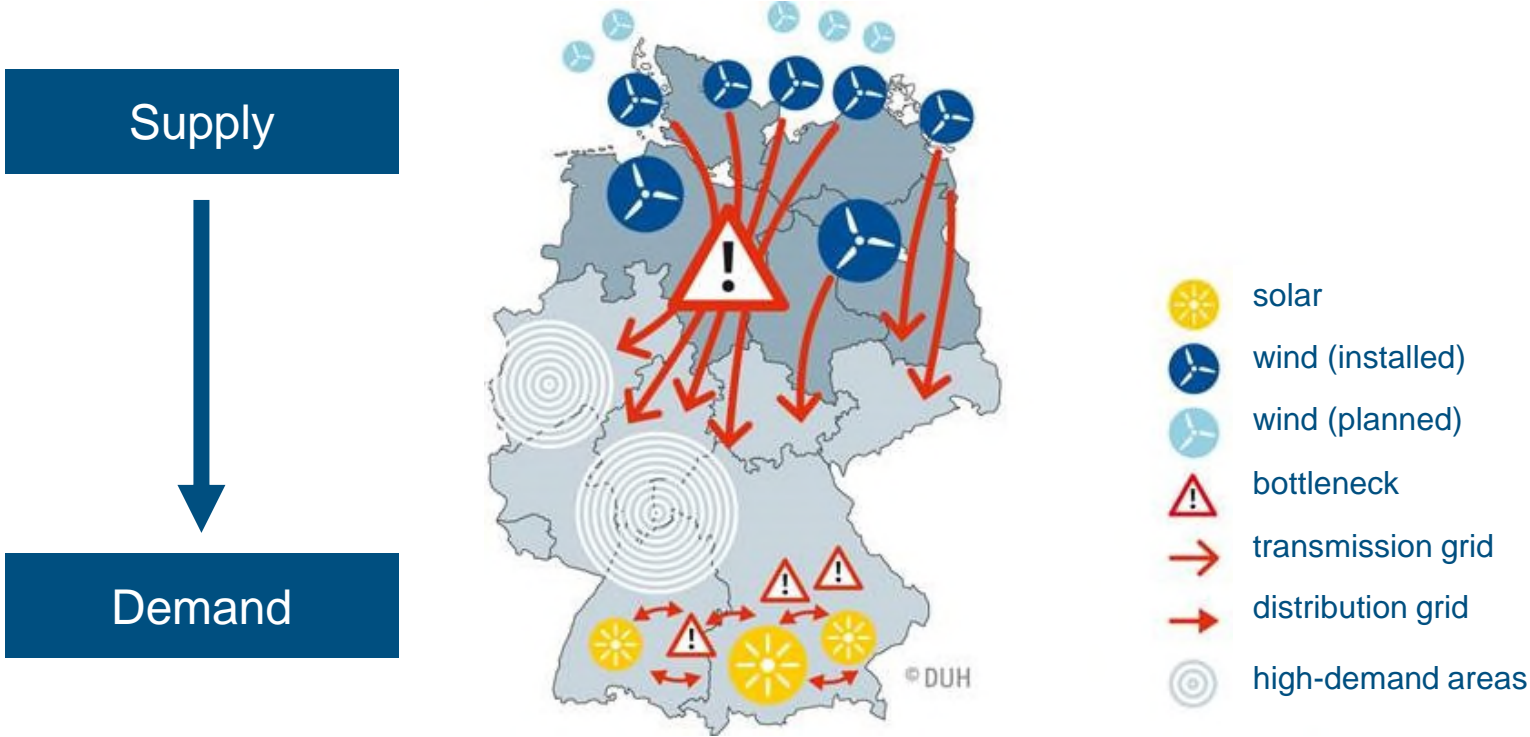 Supply
Demand
solar
wind (installed)
wind (planned)
bottleneck
transmission grid
distribution grid
high-demand areas
!
!
!
!
!
© DUH